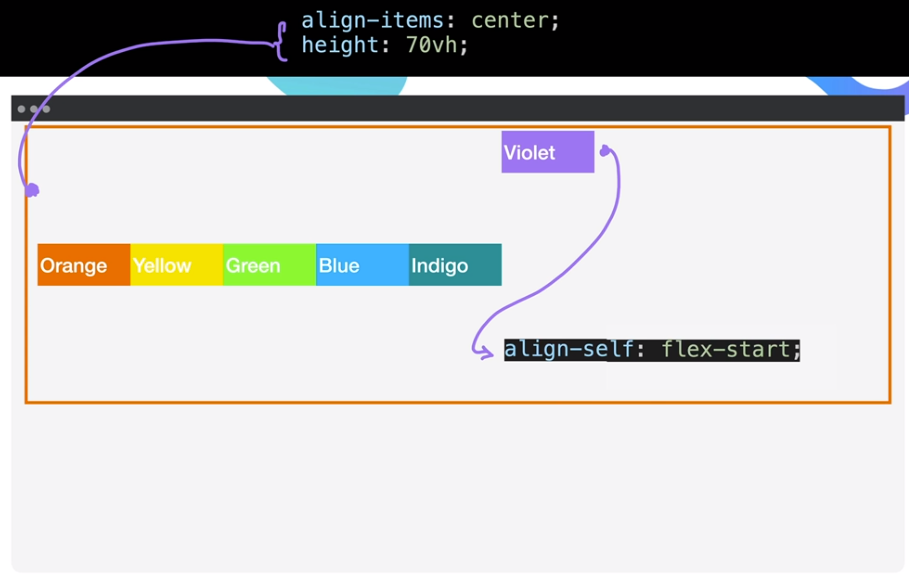 align-items: center;
height: 70vh;
Violet
Orange Yellow Green Blue Indigo
align-self: flex-start;